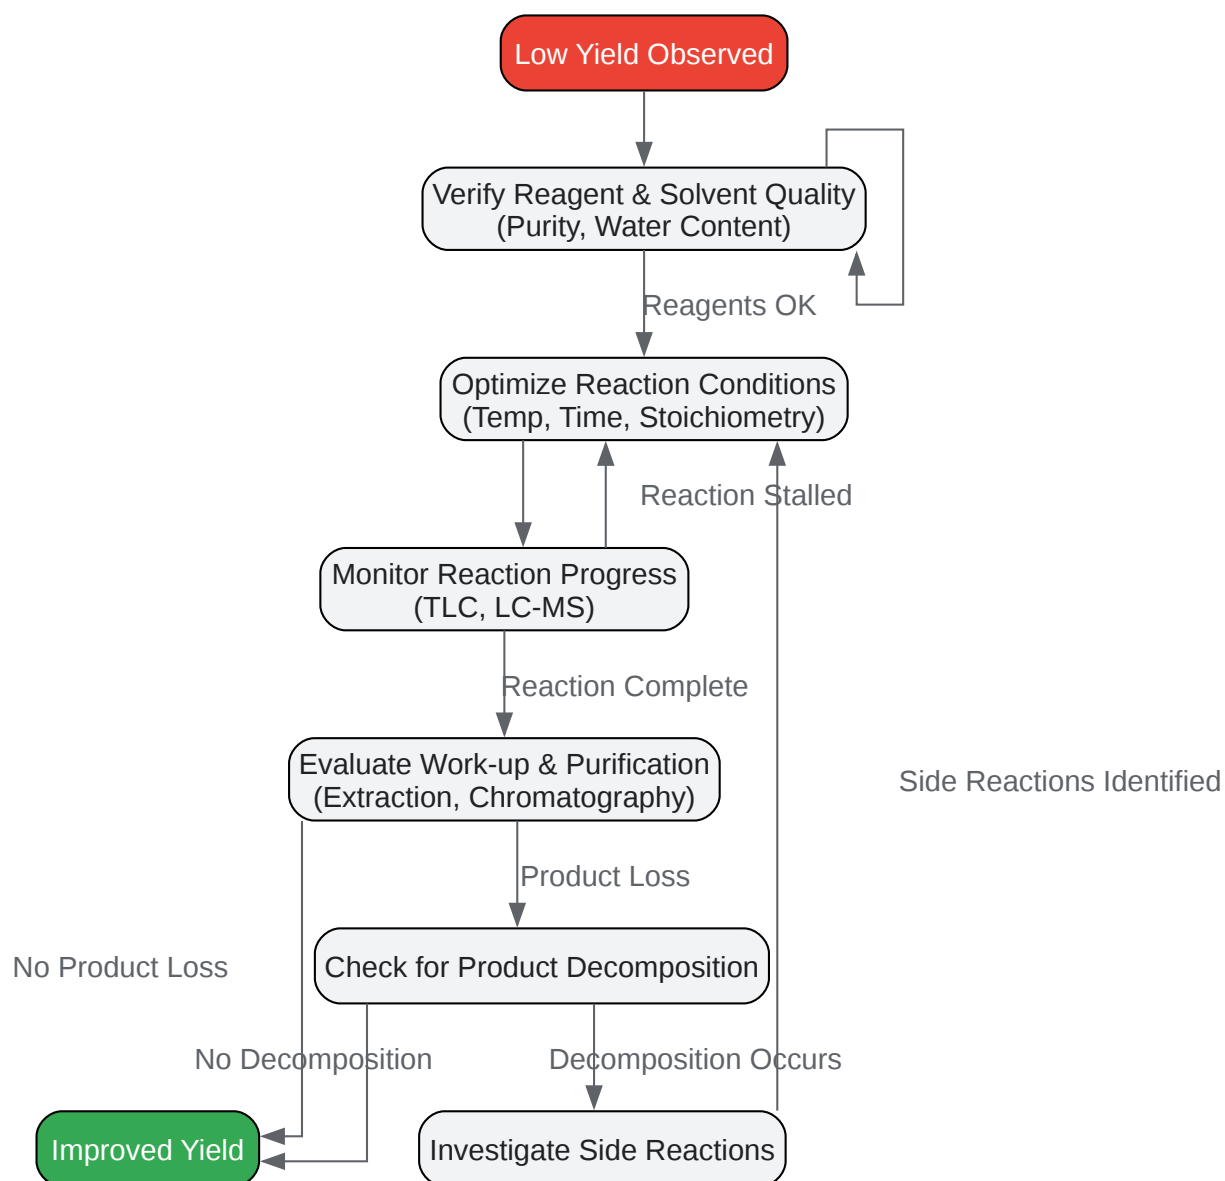 Low Yield Observed
Verify Reagent & Solvent Quality
(Purity, Water Content)
Reagents OK
Optimize Reaction Conditions
(Temp, Time, Stoichiometry)
Reaction Stalled
Monitor Reaction Progress
(TLC, LC-MS)
Reaction Complete
Evaluate Work-up & Purification
(Extraction, Chromatography)
Side Reactions Identified
Product Loss
No Product Loss
Check for Product Decomposition
No Decomposition
Decomposition Occurs
Improved Yield
Investigate Side Reactions